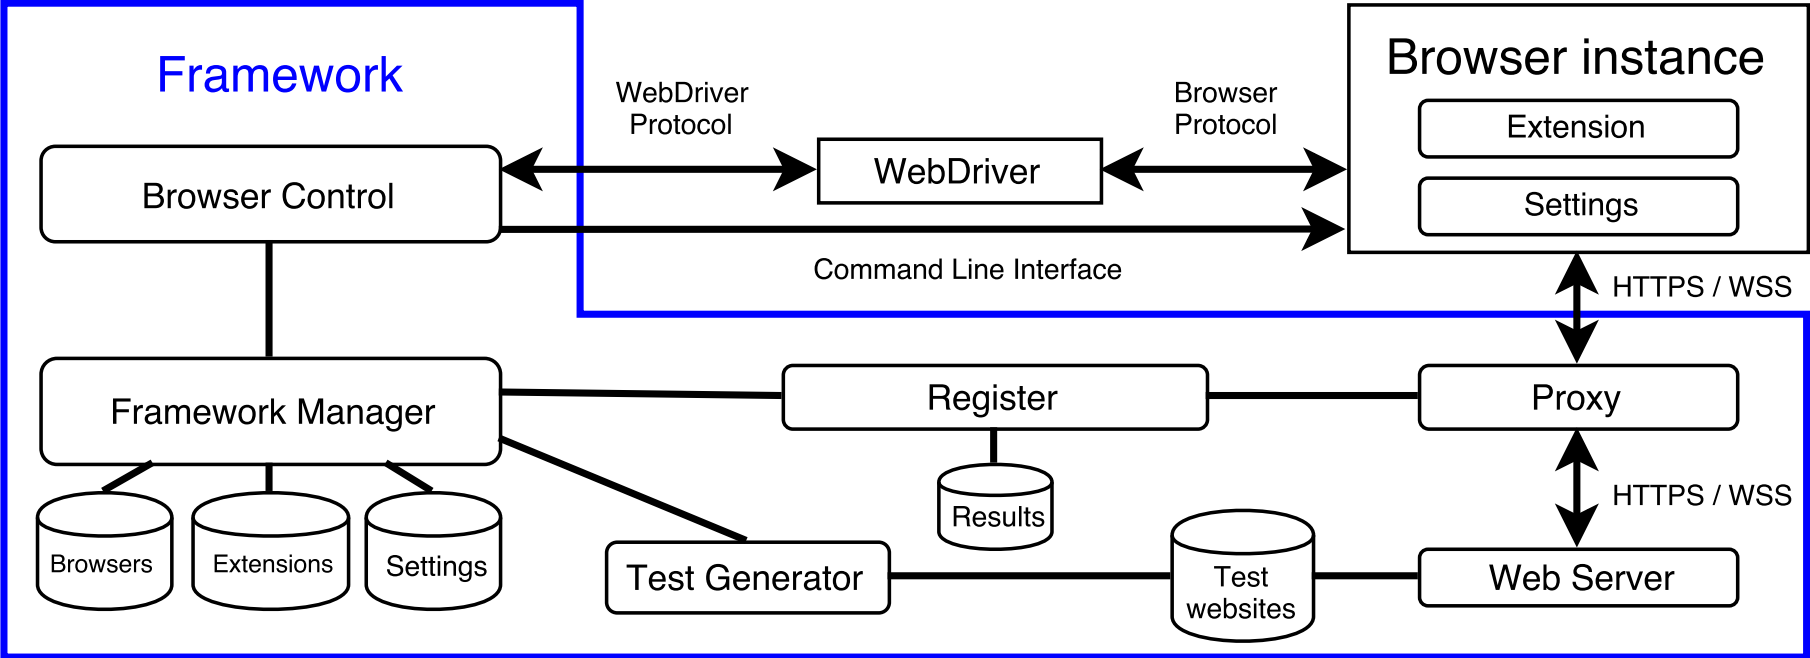 Framework
WebDriver
Protocol
Browser
Protocol
Browser instance
Extension
Settings
Browser Control
WebDriver
Command Line Interface
HTTPS / WSS
Framework Manager
Register
Proxy
Browsers
Extensions
Settings
Results
HTTPS / WSS
Test Generator
Test
websites
Web Server